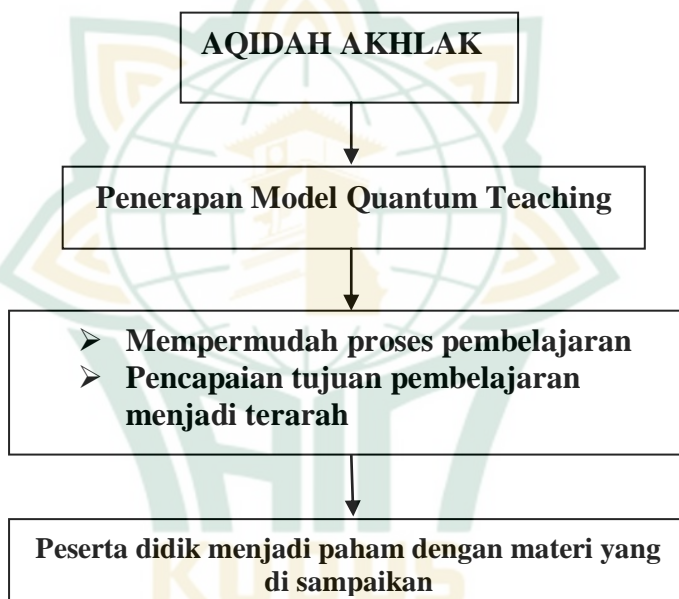 AQIDAH AKHLAK
Penerapan Model Quantum Teaching
➢ Mempermudah proses pembelajaran
➢ Pencapaian tujuan pembelajaran
menjadi terarah
Peserta didik menjadi paham dengan materi yang
di sampaikan
KUDUS